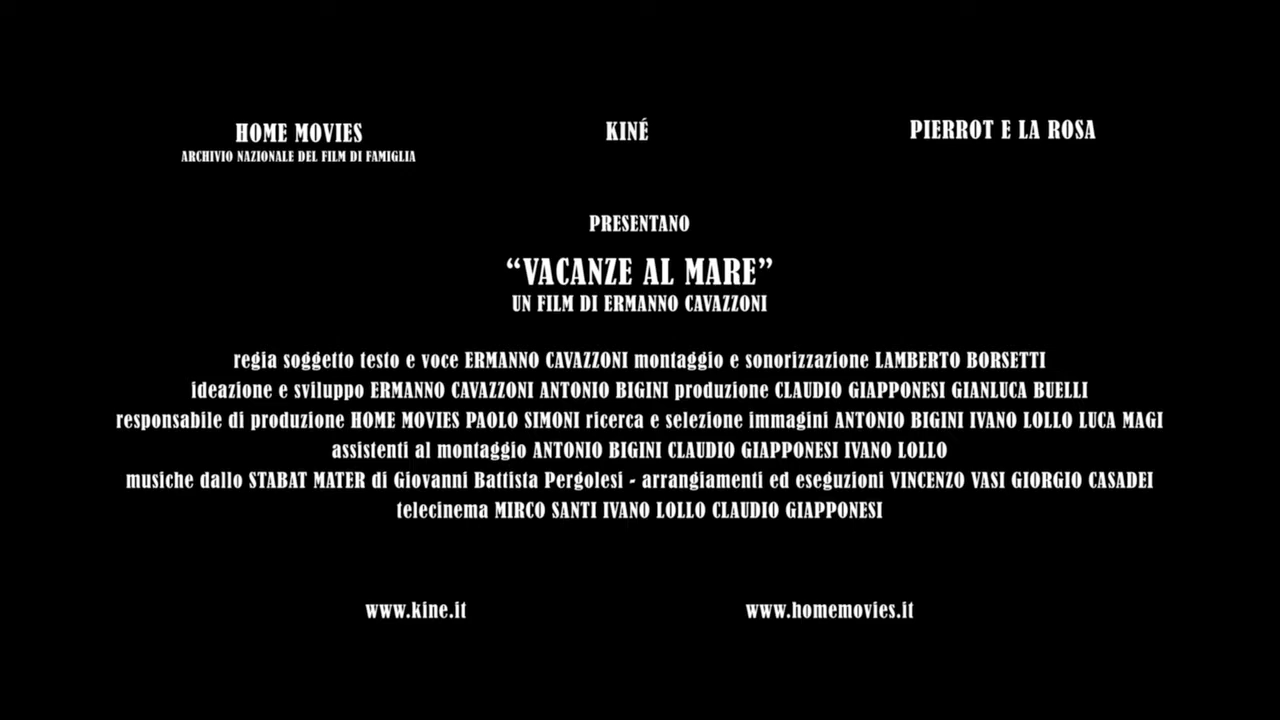 HOME MOVIES
ARCHIVIO NAZIONALE DEL FILM DI FAMIGLIA
KINÉ
PIERROT E LA ROSA
PRESENTANO
“VACANZE AL MARE”
UN FILM DI ERMANNO CAVAZZONI
regia soggetto testo e voce ERMANNO CAVAZZONI montaggio e sonorizzazione LAMBERTO BORSETTI
ideazione e sviluppo ERMANNO CAVAZZONI ANTONIO BIGINI produzione CLAUDIO GIAPPONESI GIANLUCA BUELLI
responsabile di produzione HOME MOVIES PAOLO SIMONI ricerca e selezione immagini ANTONIO BIGINI IVANO LOLLO LUCA MAGI
assistenti al montaggio ANTONIO BIGINI CLAUDIO GIAPPONESI IVANO LOLLO
musiche dallo STABAT MATER di Giovanni Battista Pergolesi - arrangiamenti ed eseguzioni VINCENZO VASI GIORGIO CASADEI
telecinema MIRCO SANTI IVANO LOLLO CLAUDIO GIAPPONESI
www.kine.it
www.homemovies.it